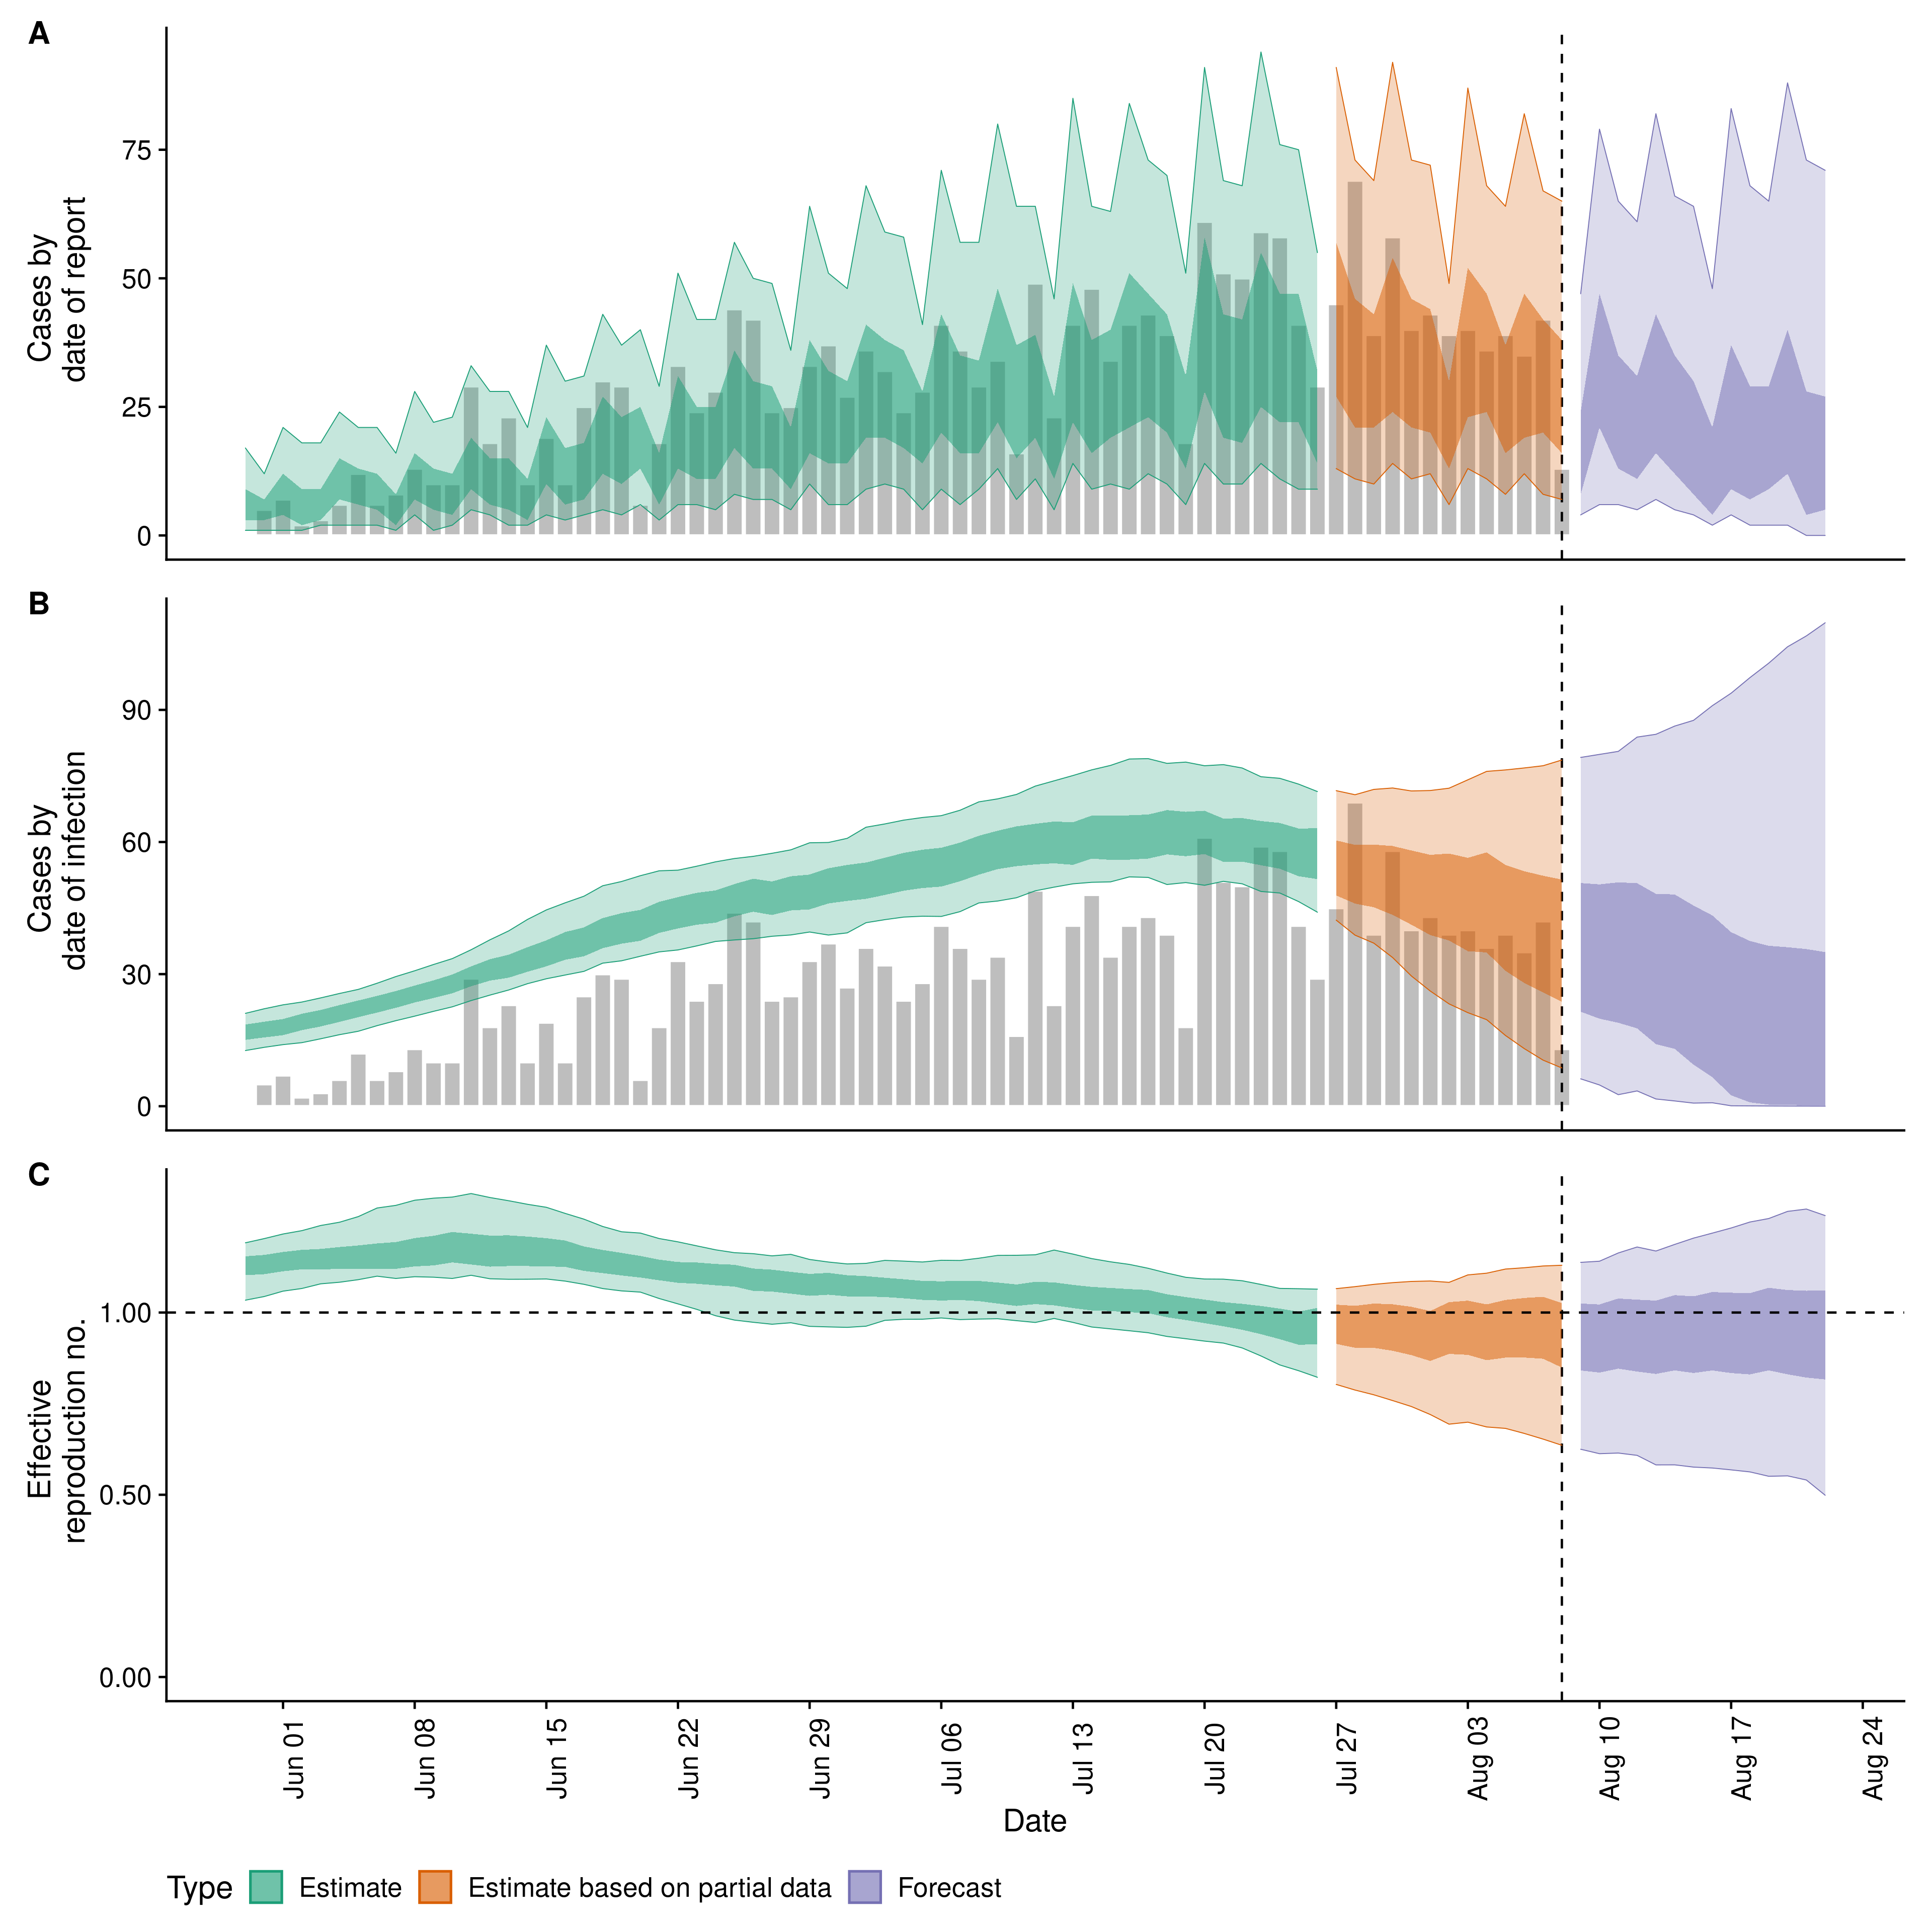 A
Cases by
date of report
75
50
25
0
B
Cases by
date of infection
90
60
30
0
C
Effective
reproduction no.
1.00
0.50
0.00
Jun 01
Jun 08
Jun 15
Jun 22
Jun 29
Jul 06
Jul 13
Jul 20
Jul 27
Aug 03
Aug 10
Aug 17
Aug 24
Date
Type Estimate Estimate based on partial data Forecast